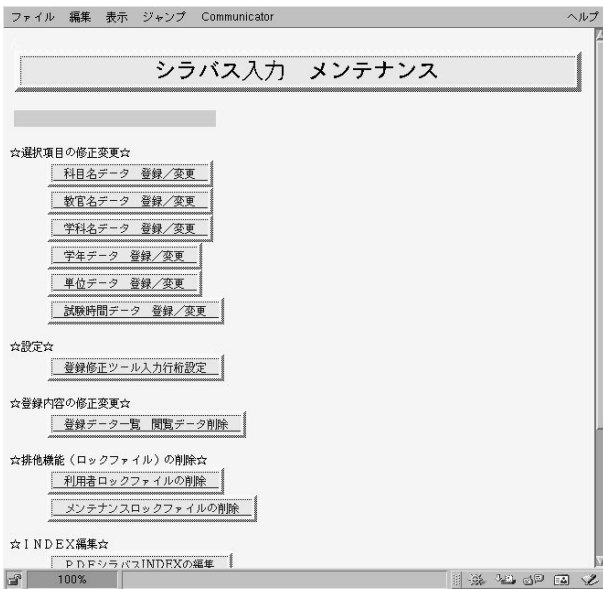 ファイル 編集 表示 ジャンプ Communicator ヘルプ
シラバス入力 メンテナンス
☆選択項目の修正変更☆
科目名データ 登録／変更
教官名データ 登録／変更
学科名データ 登録／変更
学年データ 登録／変更
単位データ 登録／変更
試験時間データ 登録／変更
☆設定☆
登録修正ツール入力行桁設定
☆登録内容の修正変更☆
登録データ一覧 閲覧データ削除
☆排他機能（ロックファイル）の削除☆
利用者ロックファイルの削除
メンテナンスロックファイルの削除
☆ＩＮＤＥＸ編集☆
ＰＤＦシラバスINDEXの編集
100%